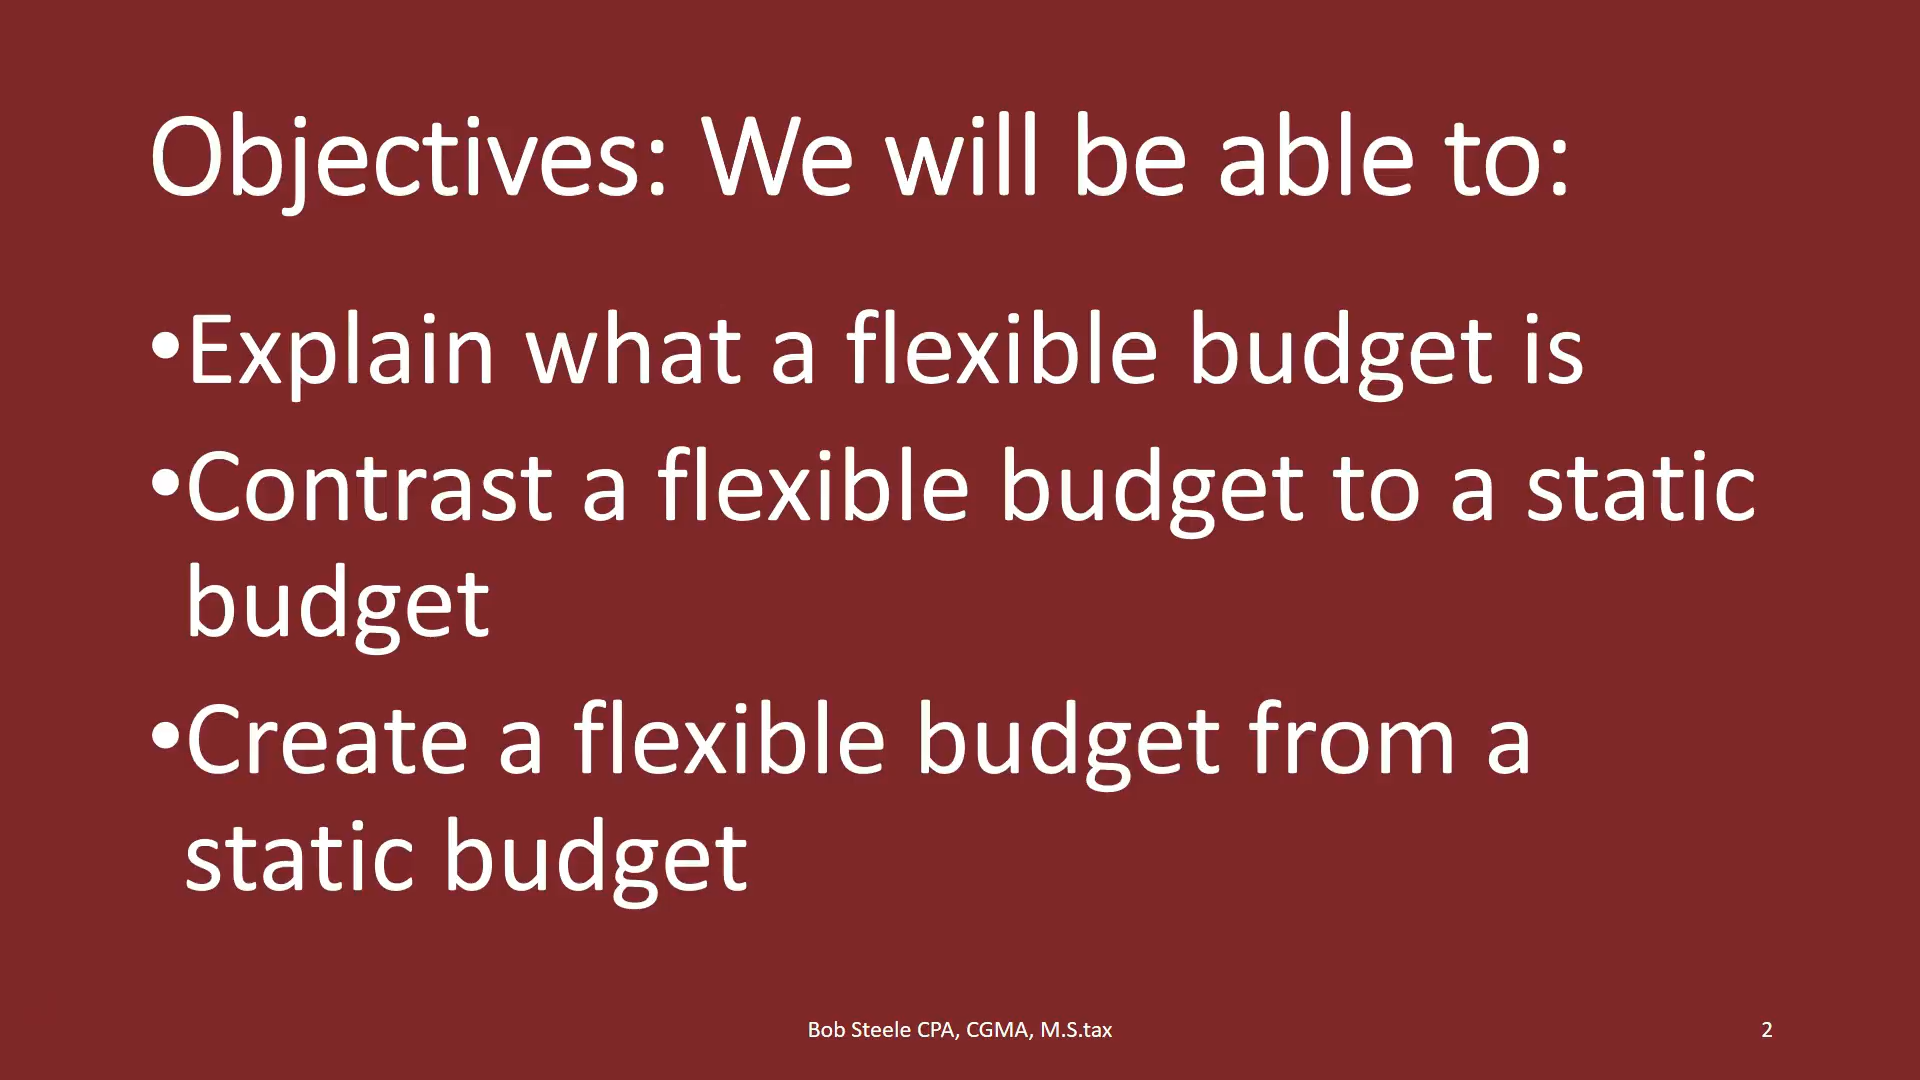 Objectives: We will be able to:
•Explain what a flexible budget is
•Contrast a flexible budget to a static
budget
•Create a flexible budget from a
static budget
Bob Steele CPA, CGMA, M.S.tax
2